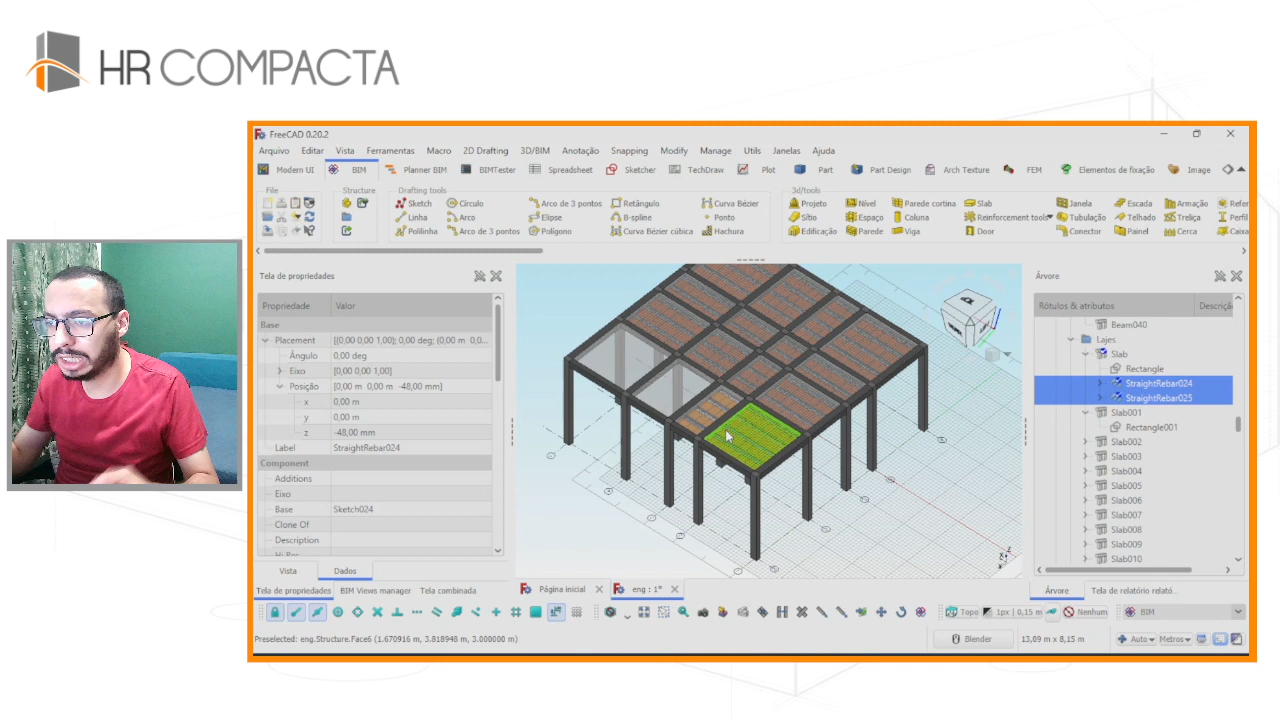 HR COMPACTA
FreeCAD 0.20.2
Arquivo Editar Vista Ferramentas Macro 2D Drafting 3D/BIM Anotação Snapping Modify Manage Utils Janelas Ajuda
Modern UI BIM Planner BIM BIMTester Spreadsheet Sketcher TechDraw Plot Part Part Design Arch Texture FEM Elementos de fixação Image
File Structure Drafting tools 3d/tools
Sketch Círculo Arco de 3 pontos Retângulo Curva Bézier Projeto Nível Parede cortina Slab Janela Escada Armação Refer
Linha Arco Elipse B-spline Ponto Sítio Espaço Coluna Reinforcement tools Tubulação Telhado Treliça Perfil
Polilinha Arco de 3 pontos Polígono Curva Bézier cúbica Hachura Edificação Parede Viga Door Conector Painel Cerca Caixa
Tela de propriedades
Propriedade Valor
Base
Placement [(0,00 0,00 1,00); 0,00 deg; (0,00 m 0,0...
Ângulo 0,00 deg
Eixo [0,00 0,00 1,00]
Posição [0,00 m 0,00 m -48,00 mm]
x 0,00 m
y 0,00 m
z -48,00 mm
Label StraightRebar024
Component
Additions
Eixo
Base Sketch024
Clone Of
Description
Vista Dados
Tela de propriedades BIM Views manager Tela combinada
Página inicial eng : 1*
Árvore
Rótulos & atributos Descriçã
Beam040
Lajes
Slab
Rectangle
StraightRebar024
StraightRebar025
Slab001
Rectangle001
Slab002
Slab003
Slab004
Slab005
Slab006
Slab007
Slab008
Slab009
Slab010
Árvore Tela de relatório relató...
Topo 1px | 0,15 m Nenhum BIM
Preselected: eng.Structure.Face6 (1.670916 m, 3.818948 m, 3.000000 m)
Blender 13,09 m x 8,15 m Auto Metros